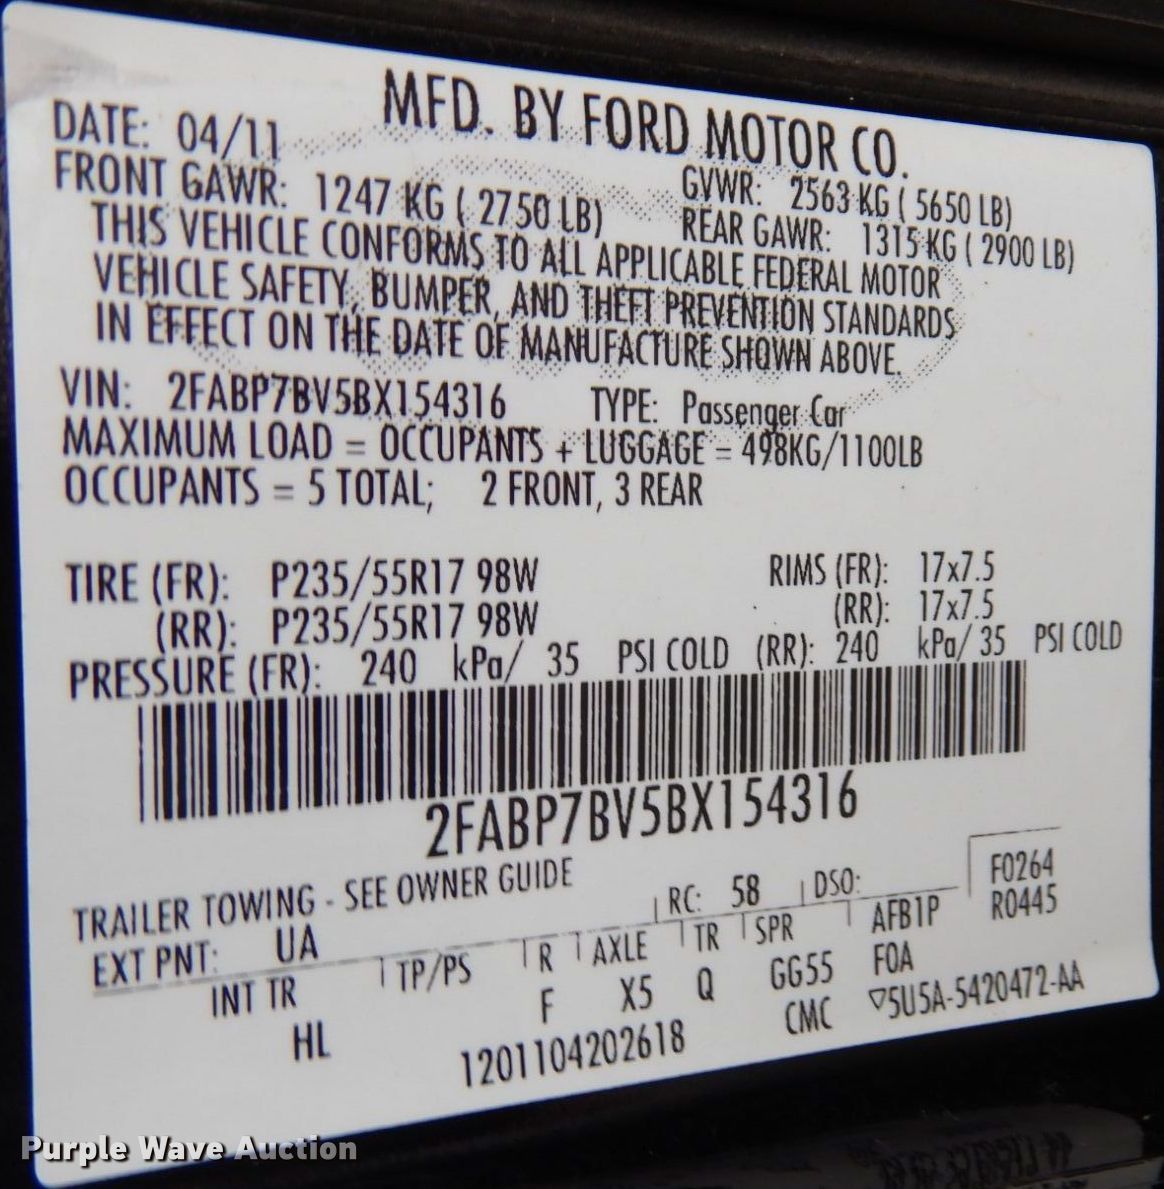 MFD. BY FORD MOTOR CO.
DATE: 04/11 GVWR: 2563 KG ( 5650 LB)
FRONT GAWR: 1247 KG ( 2750 LB) REAR GAWR: 1315 KG ( 2900 LB)
THIS VEHICLE CONFORMS TO ALL APPLICABLE FEDERAL MOTOR
VEHICLE SAFETY, BUMPER, AND THEFT PREVENTION STANDARDS
IN EFFECT ON THE DATE OF MANUFACTURE SHOWN ABOVE.
VIN: 2FABP7BV5BX154316 TYPE: Passenger Car
MAXIMUM LOAD = OCCUPANTS + LUGGAGE = 498KG/1100LB
OCCUPANTS = 5 TOTAL; 2 FRONT, 3 REAR
TIRE (FR): P235/55R17 98W RIMS (FR): 17x7.5
(RR): P235/55R17 98W (RR): 17x7.5
PRESSURE (FR): 240 kPa/ 35 PSI COLD (RR): 240 kPa/ 35 PSI COLD
2FABP7BV5BX154316
TRAILER TOWING - SEE OWNER GUIDE
EXT PNT: UA RC: 58 DSO: F0264
R0445
INT TR TP/PS R AXLE TR SPR AFB1P
HL F X5 Q GG55 FOA
1201104202618 CMC ▽5U5A-5420472-AA
Purple Wave Auction